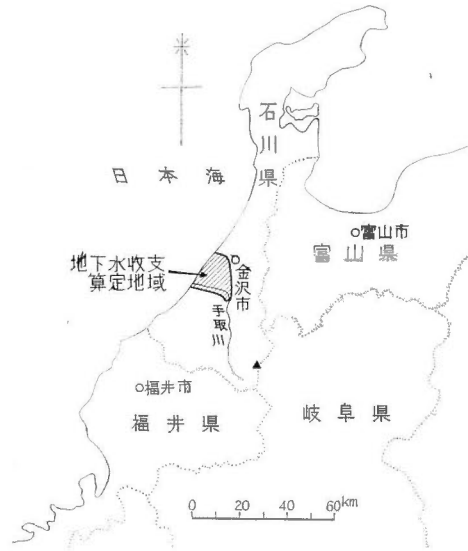 石川県
日本海
富山市
富山県
地下水収支
算定地域
金沢市
手取川
福井市
福井県
岐阜県
0 20 40 60km